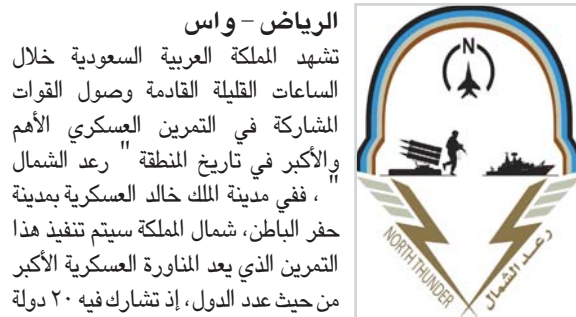 الرياض – واس
تشهد المملكة العربية السعودية خلال
الساعات القليلة القادمة وصول القوات
المشاركة في التمرين العسكري الأهم
والأكبر في تاريخ المنطقة " رعد الشمال
" ، ففي مدينة الملك خالد العسكرية بمدينة
حفر الباطن، شمال المملكة سيتم تنفيذ هذا
التمرين الذي يعد المناورة العسكرية الأكبر
من حيث عدد الدول، إذ تشارك فيه ٢٠ دولة
N
NORTH THUNDER
رعد الشمال